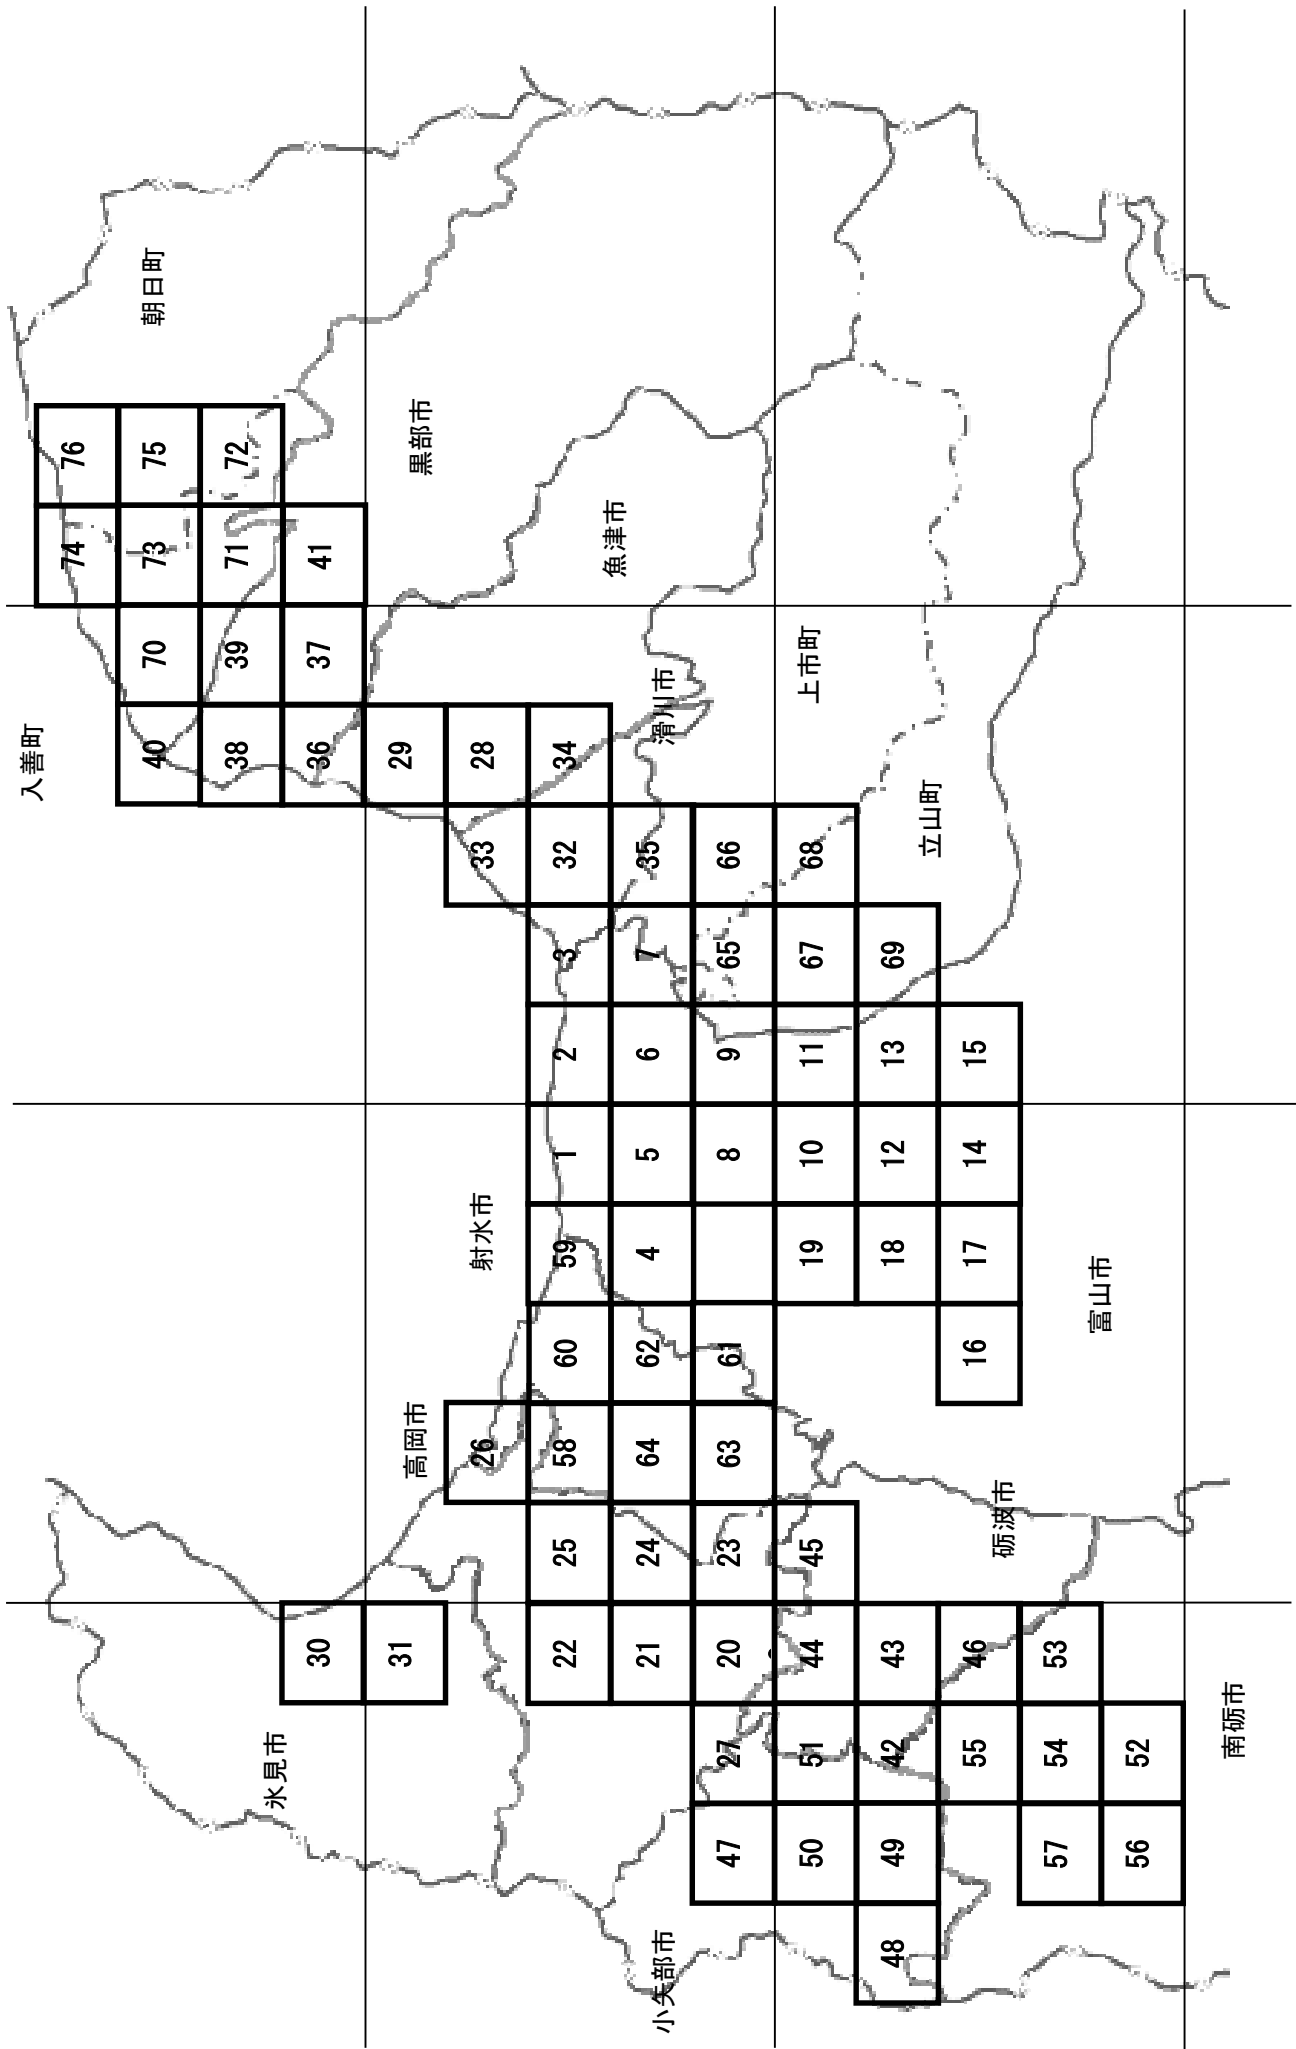 入善町
74 76
40 70 73 75 朝日町
38 39 71 72
氷見市
30 36 37 41
31 29
高岡市 黒部市
26 射水市 33 28
22 25 58 60 59 1 2 3 32 34
魚津市
21 24 64 62 4 5 6 7 35
小矢部市 滑川市
47 27 20 23 63 61 8 9 65 66
50 51 44 45 19 10 11 67 68 上市町
48 49 42 43 18 12 13 69
立山町
55 46 16 17 14 15
砺波市
57 54 53
富山市
56 52
南砺市